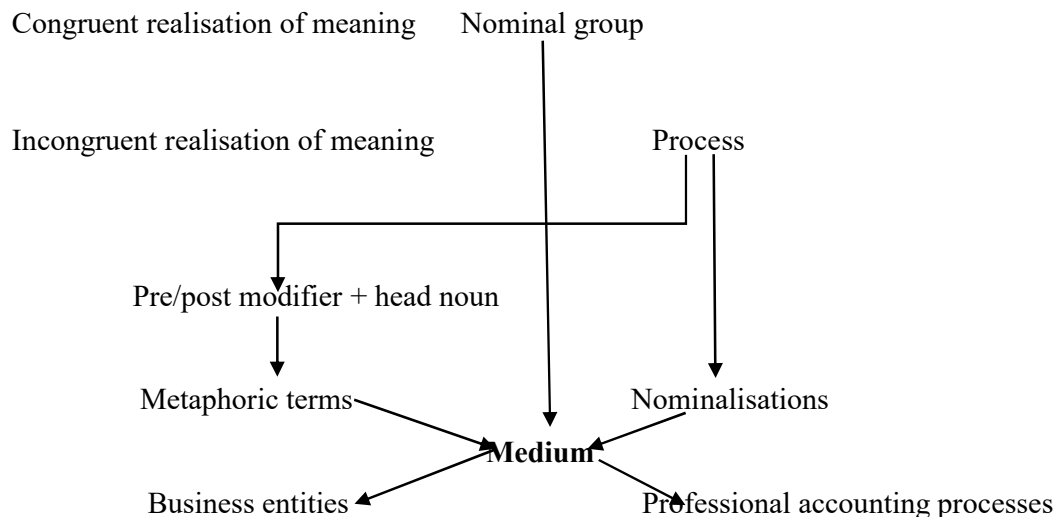 Congruent realisation of meaning Nominal group
Incongruent realisation of meaning Process
Pre/post modifier + head noun
Metaphoric terms Nominalisations
Medium
Business entities Professional accounting processes